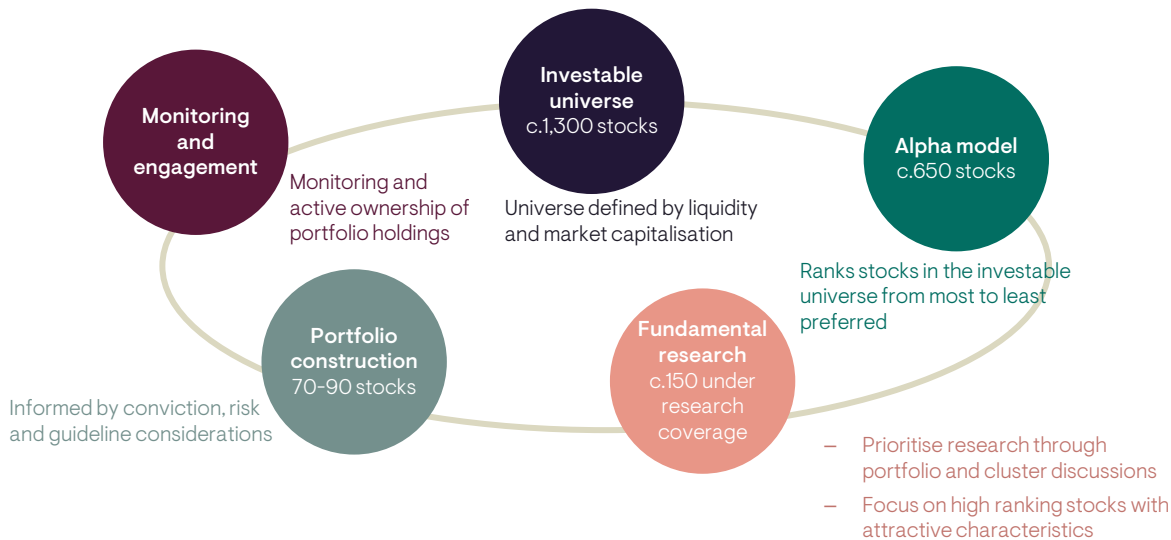 Investable
universe
c.1,300 stocks
Universe defined by liquidity
and market capitalisation
Alpha model
c.650 stocks
Ranks stocks in the investable
universe from most to least
preferred
Fundamental
research
c.150 under
research
coverage
– Prioritise research through
portfolio and cluster discussions
– Focus on high ranking stocks with
attractive characteristics
Portfolio
construction
70-90 stocks
Informed by conviction, risk
and guideline considerations
Monitoring
and
engagement
Monitoring and
active ownership of
portfolio holdings